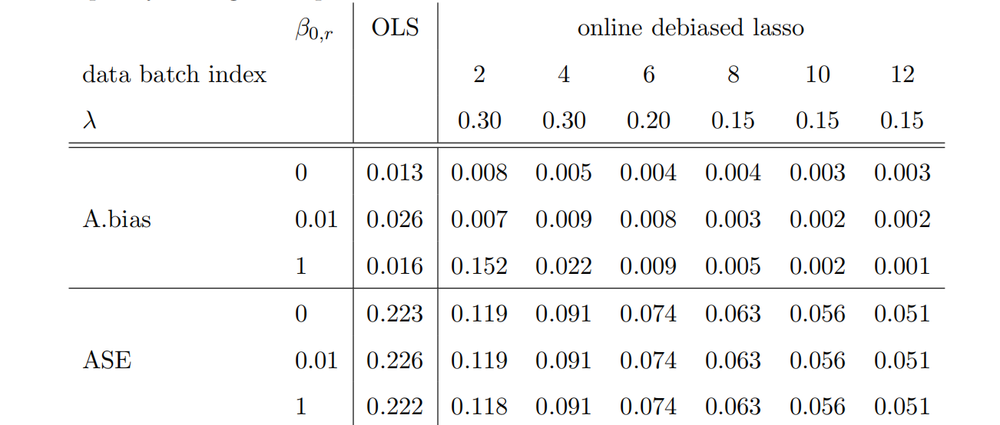 β0,r OLS online debiased lasso
data batch index 2 4 6 8 10 12
λ 0.30 0.30 0.20 0.15 0.15 0.15
0 0.013 0.008 0.005 0.004 0.004 0.003 0.003
A.bias 0.01 0.026 0.007 0.009 0.008 0.003 0.002 0.002
1 0.016 0.152 0.022 0.009 0.005 0.002 0.001
0 0.223 0.119 0.091 0.074 0.063 0.056 0.051
ASE 0.01 0.226 0.119 0.091 0.074 0.063 0.056 0.051
1 0.222 0.118 0.091 0.074 0.063 0.056 0.051